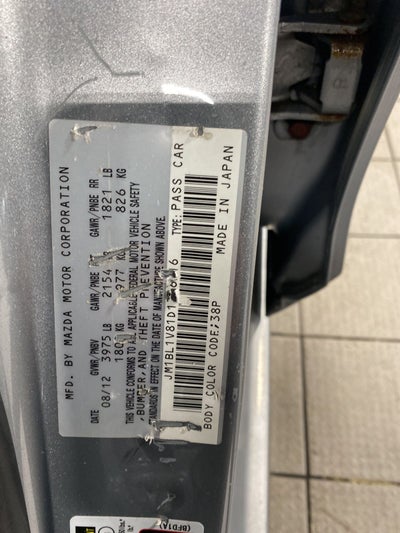 MFD. BY MAZDA MOTOR CORPORATION
DATE GVWR/PNBV GAWR/PNBE GAWR/PNBE RR
08/12 3975 LB 2154 1821 LB
977 KG 826 KG
THIS VEHICLE CONFORMS TO ALL APPLICABLE FEDERAL MOTOR VEHICLE SAFETY
, BUMPER, AND THEFT PREVENTION
STANDARDS IN EFFECT ON THE DATE OF MANUFACTURE SHOWN ABOVE.
JM1BL1V81D1 TYPE: PASS CAR
BODY COLOR CODE;38P MADE IN JAPAN
(BFD1A)